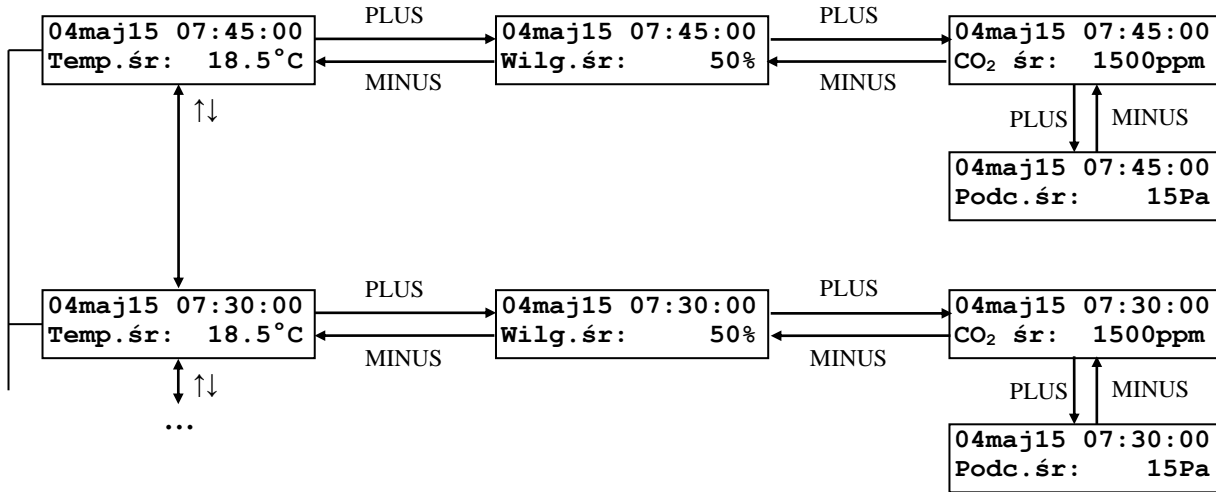 PLUS
PLUS
04maj15 07:45:00
Temp.śr: 18.5°C
04maj15 07:45:00
Wilg.śr: 50%
04maj15 07:45:00
CO₂ śr: 1500ppm
MINUS
MINUS
↑↓
PLUS
MINUS
04maj15 07:45:00
Podc.śr: 15Pa
PLUS
PLUS
04maj15 07:30:00
Temp.śr: 18.5°C
04maj15 07:30:00
Wilg.śr: 50%
04maj15 07:30:00
CO₂ śr: 1500ppm
MINUS
MINUS
↑↓
PLUS
MINUS
...
04maj15 07:30:00
Podc.śr: 15Pa